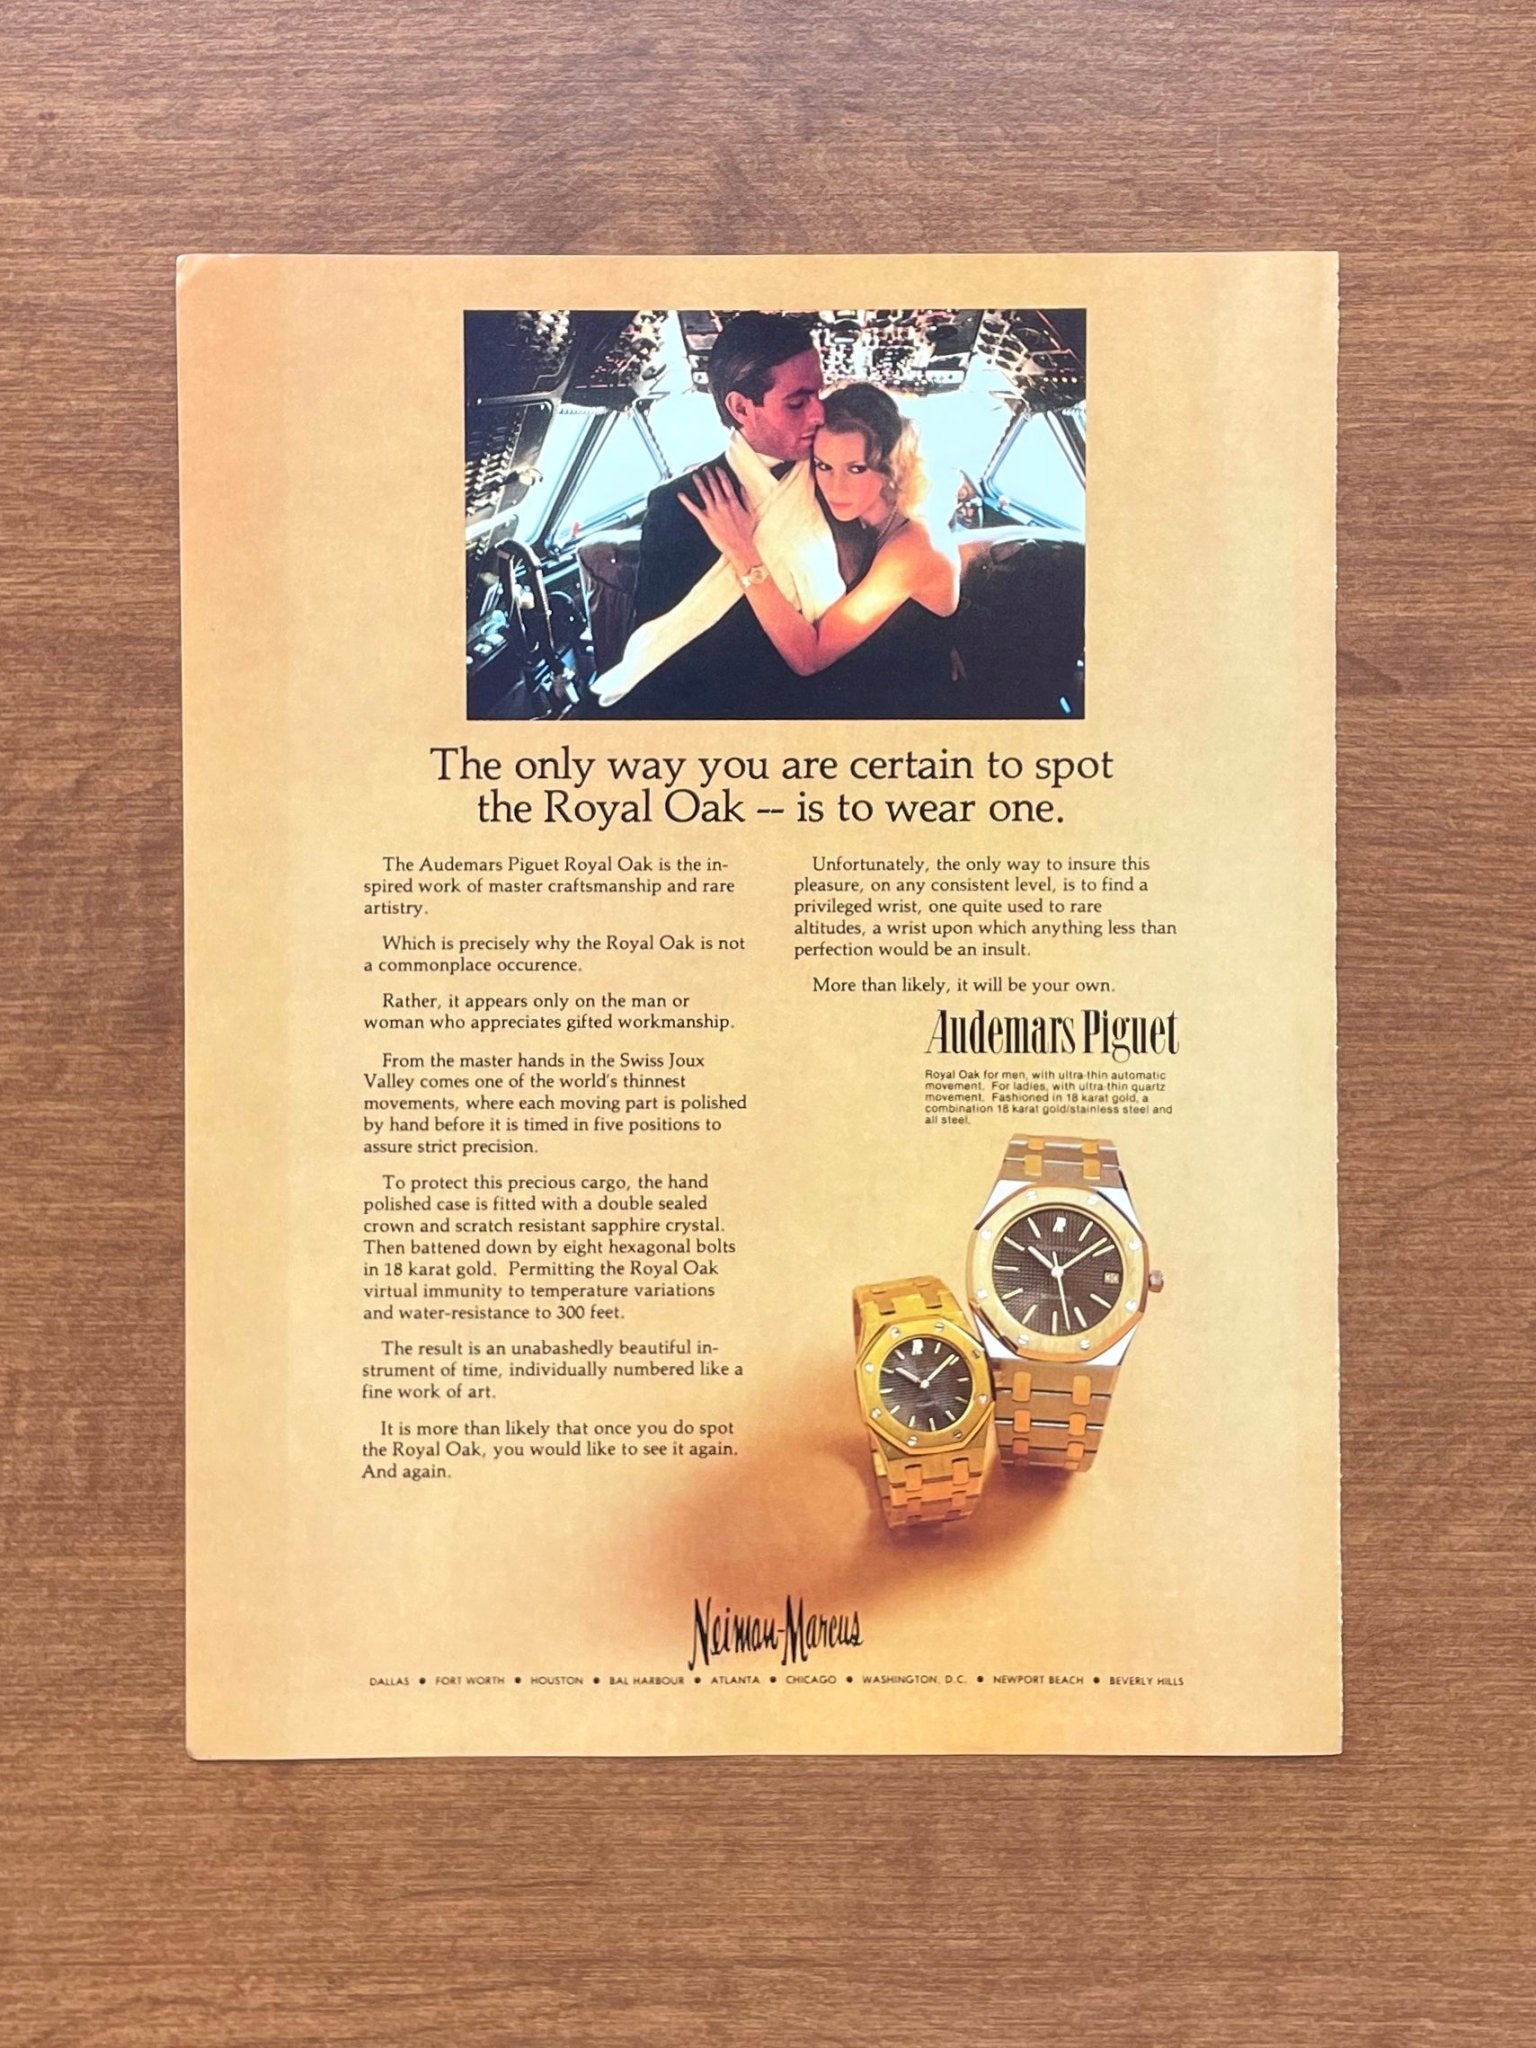 The only way you are certain to spot
the Royal Oak -- is to wear one.
The Audemars Piguet Royal Oak is the in-
spired work of master craftsmanship and rare
artistry.
Which is precisely why the Royal Oak is not
a commonplace occurence.
Rather, it appears only on the man or
woman who appreciates gifted workmanship.
From the master hands in the Swiss Joux
Valley comes one of the world's thinnest
movements, where each moving part is polished
by hand before it is timed in five positions to
assure strict precision.
To protect this precious cargo, the hand
polished case is fitted with a double sealed
crown and scratch resistant sapphire crystal.
Then battened down by eight hexagonal bolts
in 18 karat gold. Permitting the Royal Oak
virtual immunity to temperature variations
and water-resistance to 300 feet.
The result is an unabashedly beautiful in-
strument of time, individually numbered like a
fine work of art.
It is more than likely that once you do spot
the Royal Oak, you would like to see it again.
And again.
Unfortunately, the only way to insure this
pleasure, on any consistent level, is to find a
privileged wrist, one quite used to rare
altitudes, a wrist upon which anything less than
perfection would be an insult.
More than likely, it will be your own.
Audemars Piguet
Royal Oak for men, with ultra-thin automatic
movement. For ladies, with ultra-thin quartz
movement. Fashioned in 18 karat gold, a
combination 18 karat gold/stainless steel and
all steel.
Neiman-Marcus
DALLAS • FORT WORTH • HOUSTON • BAL HARBOUR • ATLANTA • CHICAGO • WASHINGTON, D.C. • NEWPORT BEACH • BEVERLY HILLS